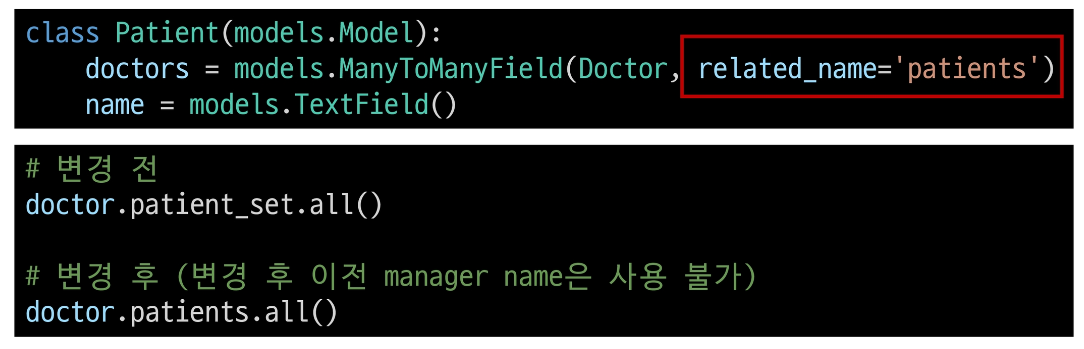 class Patient(models.Model):
    doctors = models.ManyToManyField(Doctor, related_name='patients')
    name = models.TextField()
# 변경 전
doctor.patient_set.all()
# 변경 후 (변경 후 이전 manager name은 사용 불가)
doctor.patients.all()